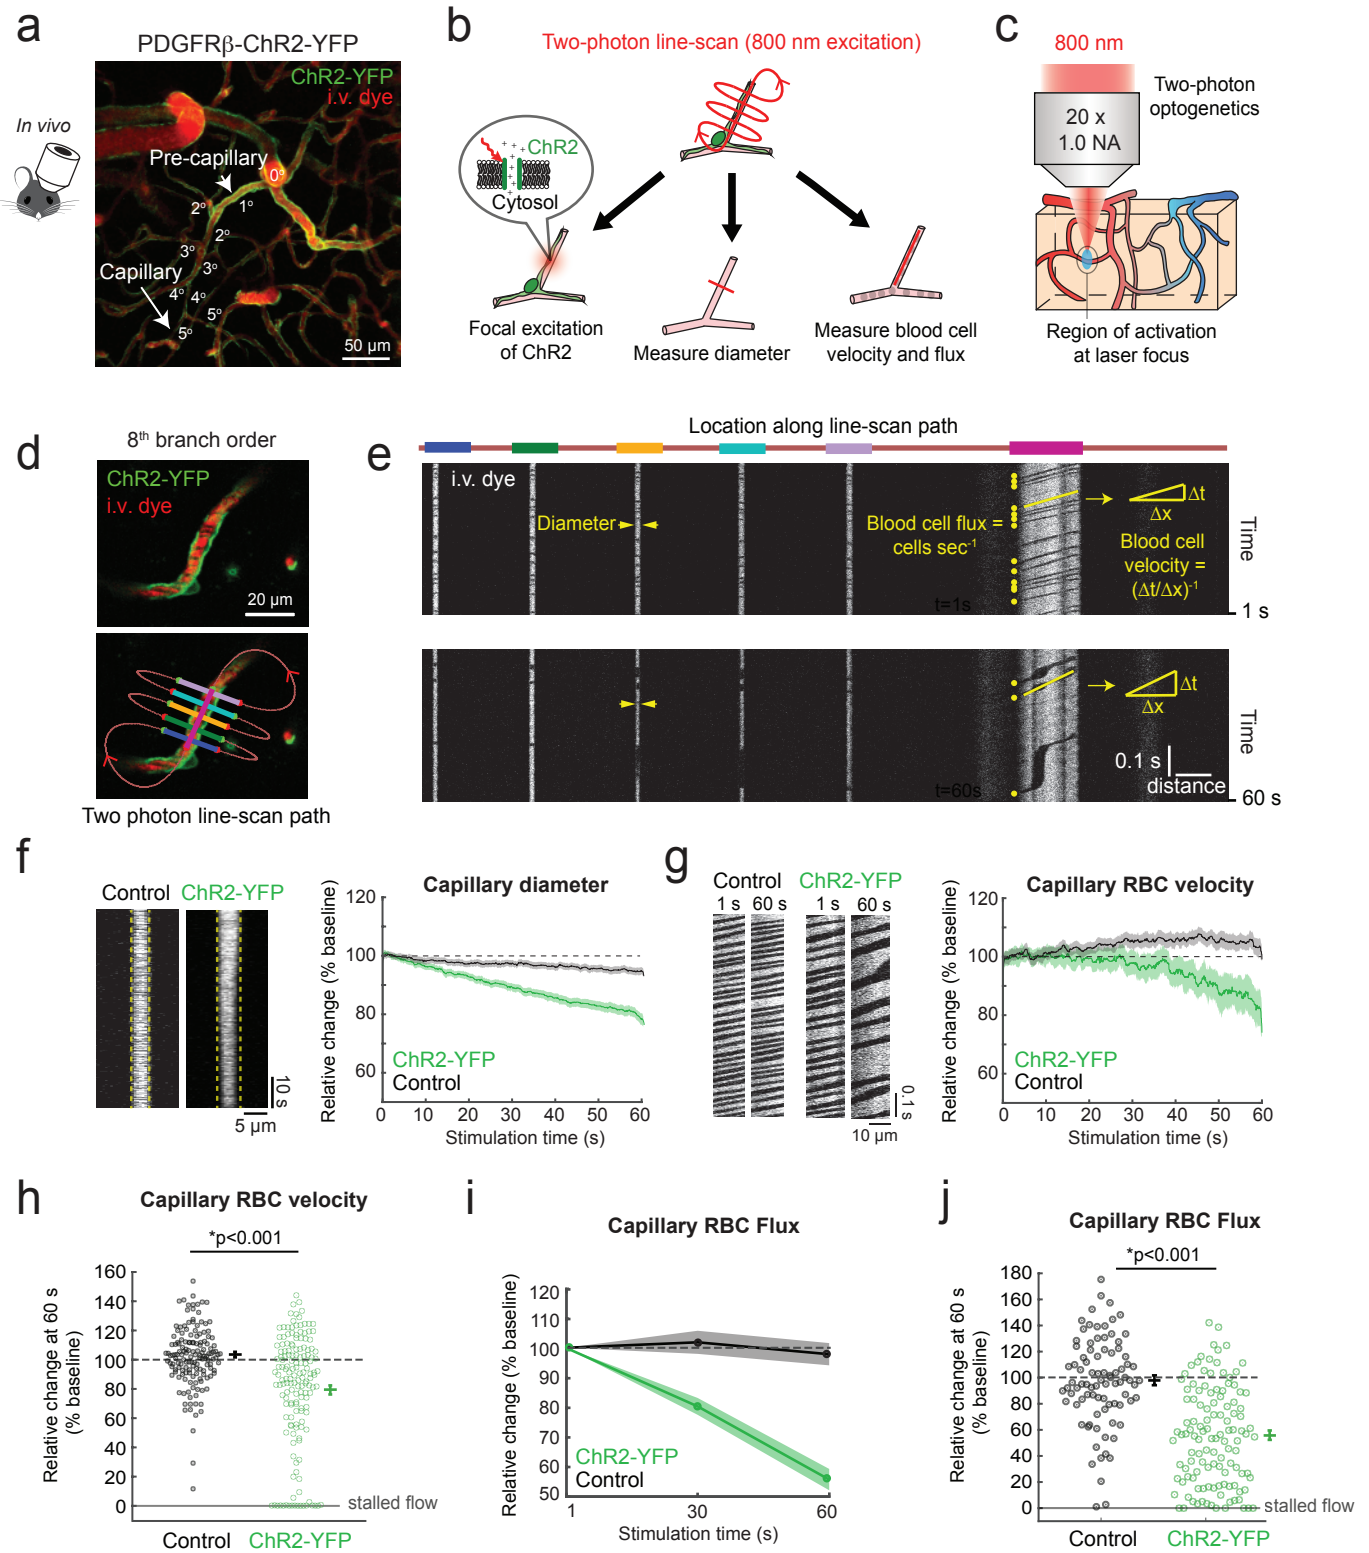 a
PDGFRβ-ChR2-YFP
ChR2-YFP
i.v. dye
In vivo
Pre-capillary
0°
1°
2°
2°
3°
3°
Capillary
4°
4°
5°
5°
50 µm
b
Two-photon line-scan (800 nm excitation)
ChR2
Cytosol
Focal excitation
of ChR2
Measure diameter
Measure blood cell
velocity and flux
c
800 nm
Two-photon
optogenetics
20 x
1.0 NA
Region of activation
at laser focus
d
8th branch order
ChR2-YFP
i.v. dye
20 µm
Two photon line-scan path
e
Location along line-scan path
i.v. dye
Diameter
Blood cell flux =
cells sec-1
Δt
Δx
Blood cell
velocity =
(Δt/Δx)-1
t=1s
Time
1 s
Δt
Δx
0.1 s
distance
t=60s
Time
60 s
f
Control ChR2-YFP
10 s
5 µm
Capillary diameter
Relative change (% baseline)
120
100
80
60
ChR2-YFP
Control
0 10 20 30 40 50 60
Stimulation time (s)
g
Control ChR2-YFP
1 s 60 s 1 s 60 s
0.1 s
10 µm
Capillary RBC velocity
Relative change (% baseline)
120
100
80
60
ChR2-YFP
Control
0 10 20 30 40 50 60
Stimulation time (s)
h
Capillary RBC velocity
*p<0.001
Relative change at 60 s
(% baseline)
160
140
120
100
80
60
40
20
0
stalled flow
Control ChR2-YFP
i
Capillary RBC Flux
Relative change (% baseline)
120
110
100
90
80
70
60
50
ChR2-YFP
Control
1 30 60
Stimulation time (s)
j
Capillary RBC Flux
*p<0.001
Relative change at 60 s
(% baseline)
180
160
140
120
100
80
60
40
20
0
stalled flow
Control ChR2-YFP